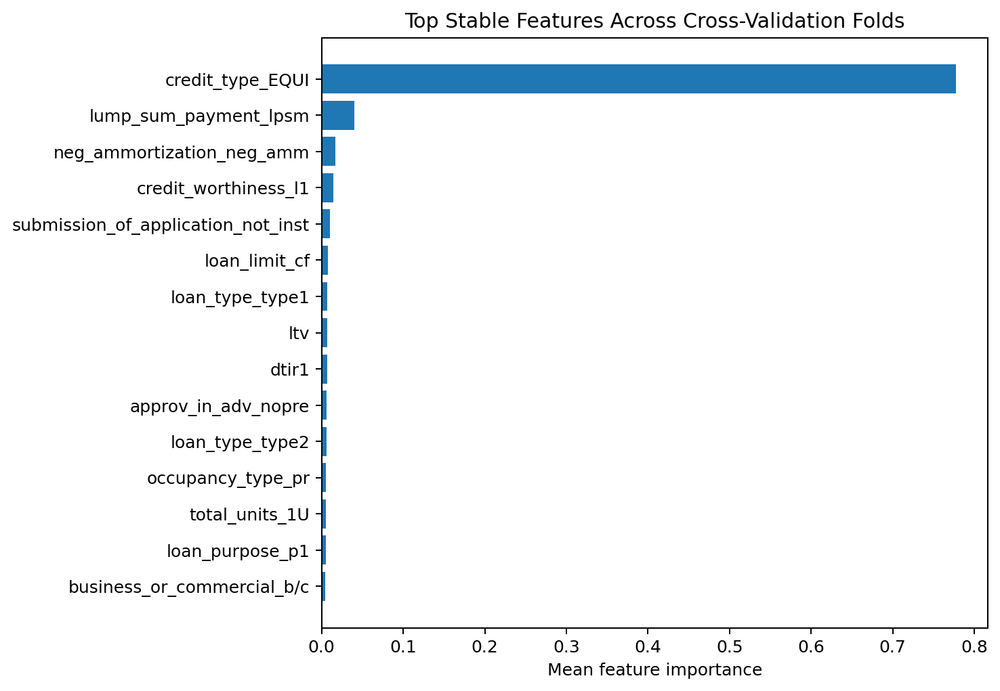 Top Stable Features Across Cross-Validation Folds
credit_type_EQUI
lump_sum_payment_lpsm
neg_ammortization_neg_amm
credit_worthiness_l1
submission_of_application_not_inst
loan_limit_cf
loan_type_type1
ltv
dtir1
approv_in_adv_nopre
loan_type_type2
occupancy_type_pr
total_units_1U
loan_purpose_p1
business_or_commercial_b/c
0.0 0.1 0.2 0.3 0.4 0.5 0.6 0.7 0.8
Mean feature importance